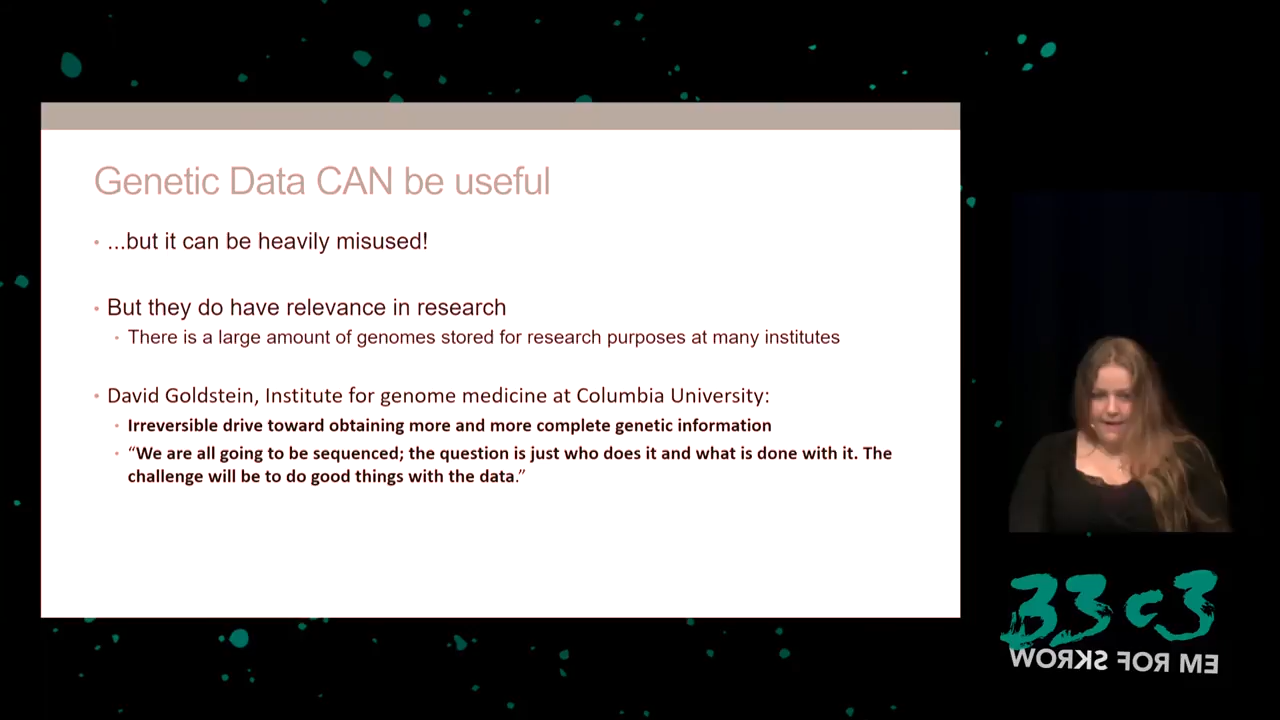 Genetic Data CAN be useful
• ...but it can be heavily misused!
• But they do have relevance in research
• There is a large amount of genomes stored for research purposes at many institutes
• David Goldstein, Institute for genome medicine at Columbia University:
• Irreversible drive toward obtaining more and more complete genetic information
• “We are all going to be sequenced; the question is just who does it and what is done with it. The
challenge will be to do good things with the data.”
33c3
WORKS FOR ME